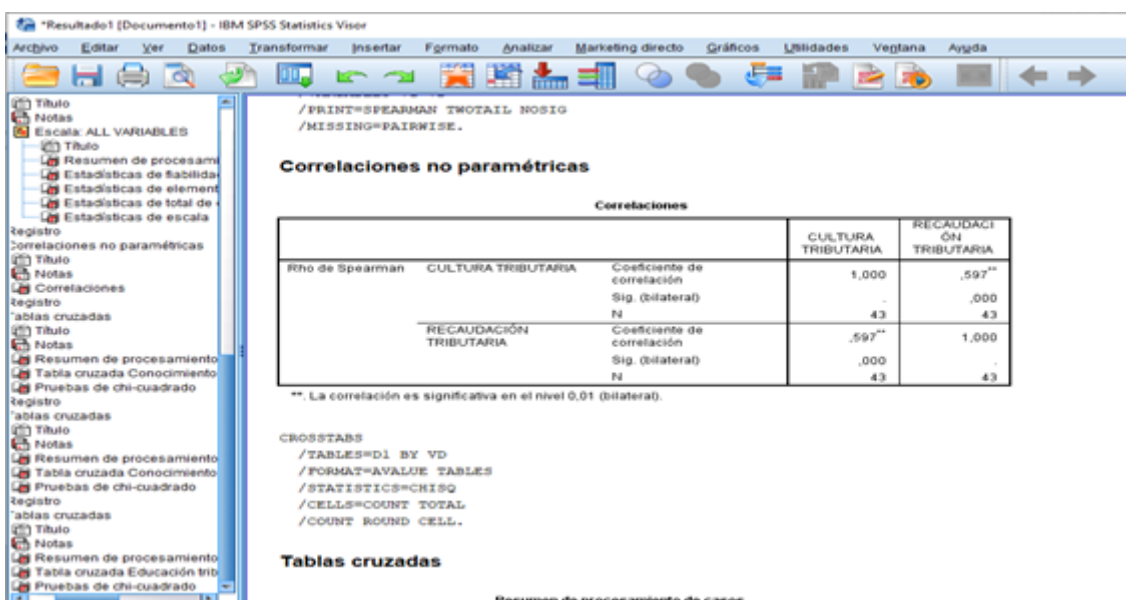 *Resultado1 [Documento1] - IBM SPSS Statistics Visor
Archivo Editar Ver Datos Transformar Insertar Formato Analizar Marketing directo Gráficos Utilidades Ventana Ayuda
Título
Notas
Escala: ALL VARIABLES
Título
Resumen de procesami
Estadísticas de fiabilida
Estadísticas de element
Estadísticas de total de
Estadísticas de escala
Registro
Correlaciones no paramétricas
Título
Notas
Correlaciones
Registro
Tablas cruzadas
Título
Notas
Resumen de procesamiento
Tabla cruzada Conocimiento
Pruebas de chi-cuadrado
Registro
Tablas cruzadas
Título
Notas
Resumen de procesamiento
Tabla cruzada Conocimiento
Pruebas de chi-cuadrado
Registro
Tablas cruzadas
Título
Notas
Resumen de procesamiento
Tabla cruzada Educación trib
Pruebas de chi-cuadrado
/PRINT=SPEARMAN TWOTAIL NOSIG
/MISSING=PAIRWISE.
Correlaciones no paramétricas
Correlaciones
CULTURA TRIBUTARIA RECAUDACIÓN TRIBUTARIA
Rho de Spearman CULTURA TRIBUTARIA Coeficiente de correlación 1,000 ,597**
Sig. (bilateral) . ,000
N 43 43
RECAUDACIÓN TRIBUTARIA Coeficiente de correlación ,597** 1,000
Sig. (bilateral) ,000 .
N 43 43
**. La correlación es significativa en el nivel 0,01 (bilateral).
CROSSTABS
/TABLES=D1 BY VD
/FORMAT=AVALUE TABLES
/STATISTICS=CHISQ
/CELLS=COUNT TOTAL
/COUNT ROUND CELL.
Tablas cruzadas
Resumen de procesamiento de casos